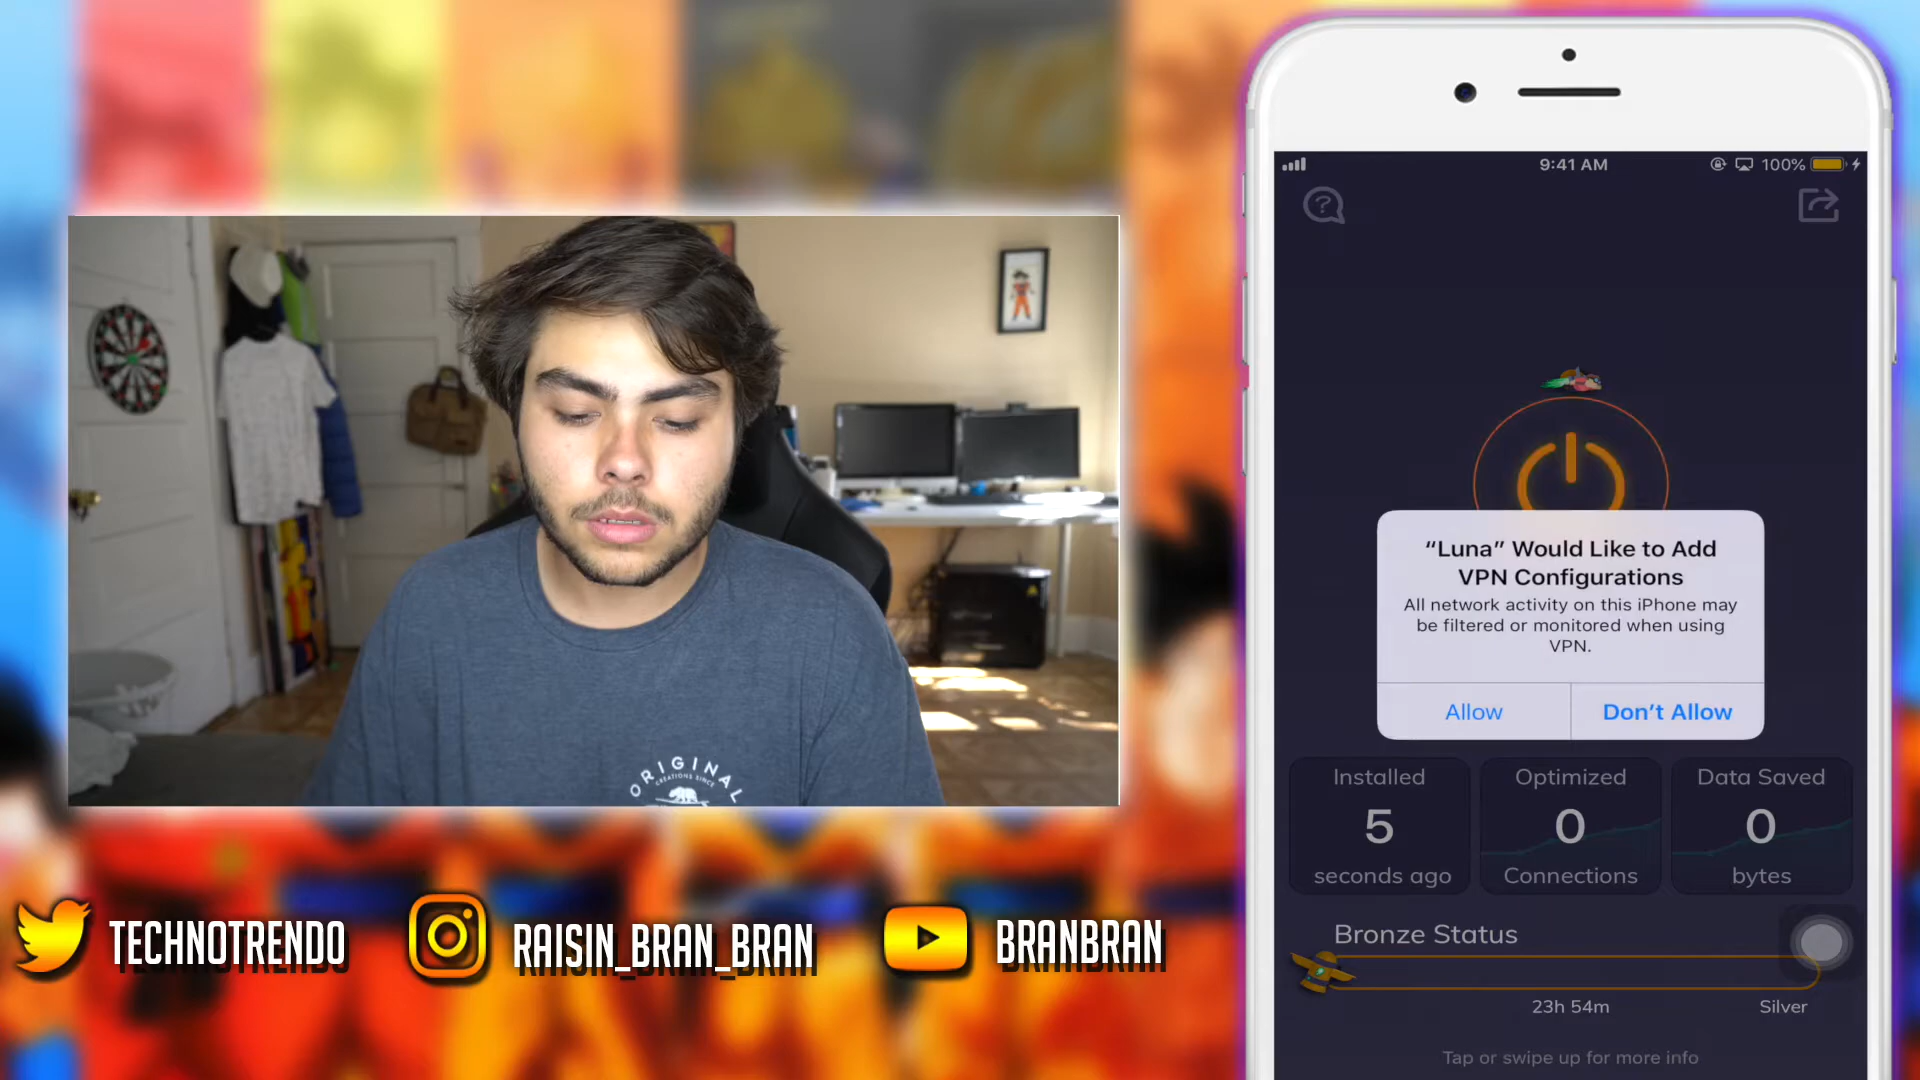 9:41 AM
100%
“Luna” Would Like to Add
VPN Configurations
All network activity on this iPhone may
be filtered or monitored when using
VPN.
Allow
Don’t Allow
Installed
5
seconds ago
Optimized
0
Connections
Data Saved
0
bytes
Bronze Status
23h 54m
Silver
Tap or swipe up for more info
ORIGINAL
CREATIONS SINCE
TECHNOTRENDO
RAISIN_BRAN_BRAN
BRANBRAN